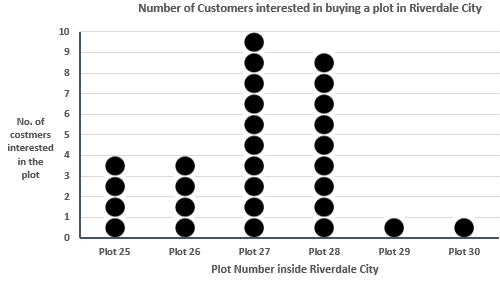 Number of Customers interested in buying a plot in Riverdale City
10
9
8
7
6
5
4
3
2
1
0
No. of
costmers
interested
in the
plot
Plot 25 Plot 26 Plot 27 Plot 28 Plot 29 Plot 30
Plot Number inside Riverdale City